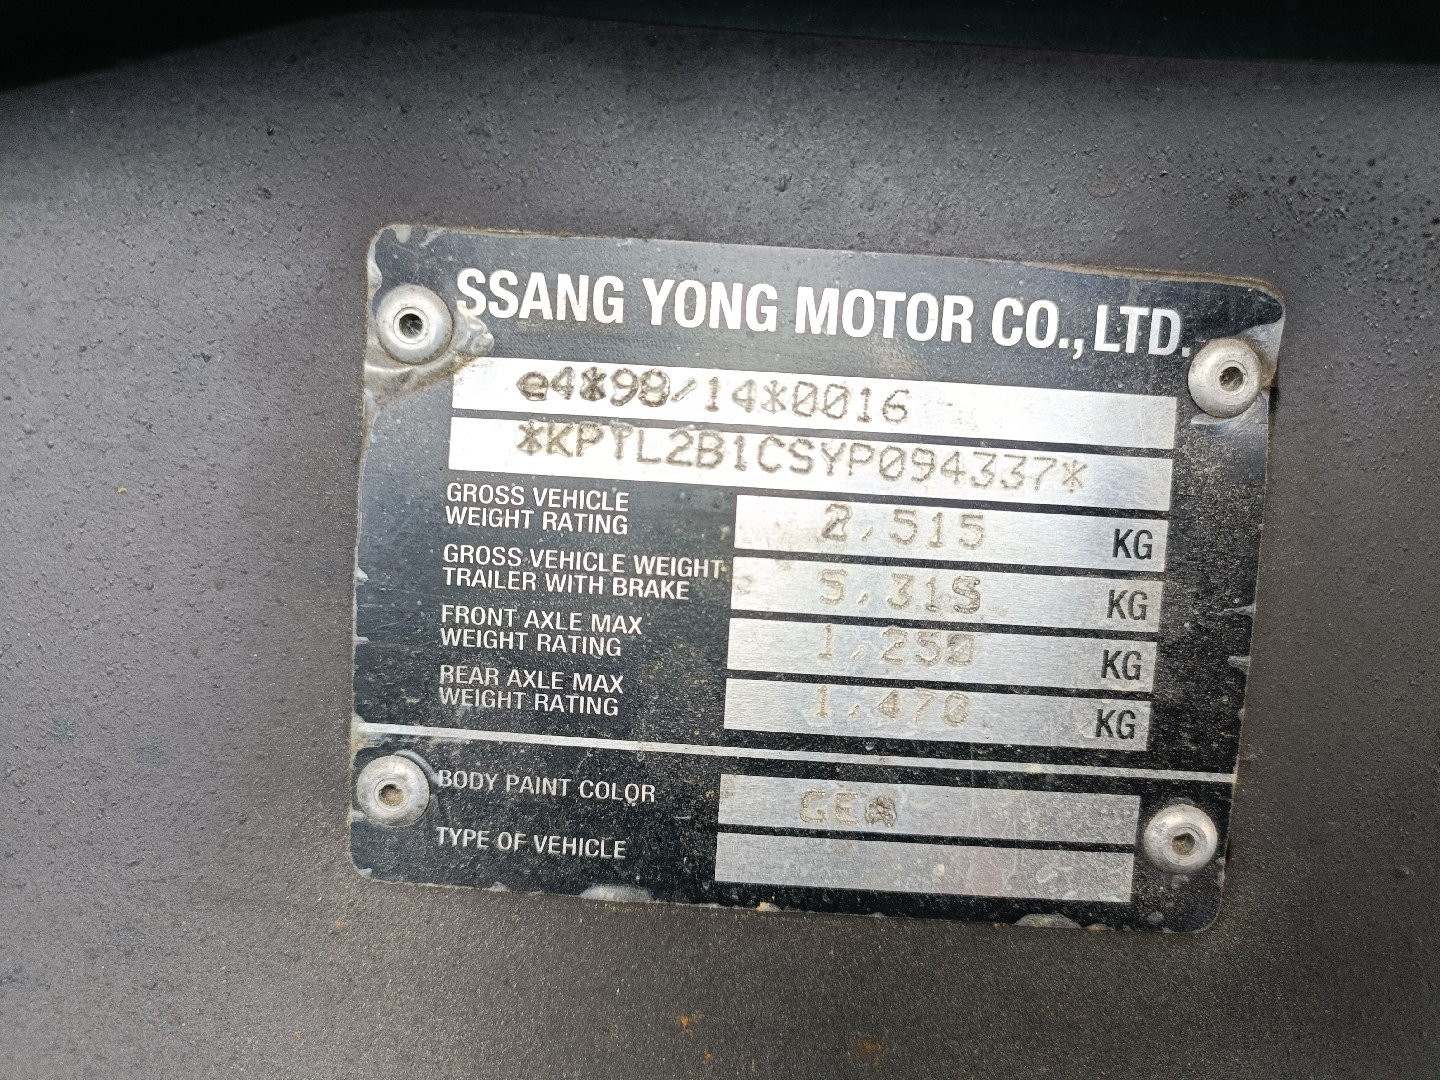 SSANG YONG MOTOR CO., LTD.
e4*98/14*0016
*KPTL2B1CSYP094337*
GROSS VEHICLE
WEIGHT RATING
2,515 KG
GROSS VEHICLE WEIGHT
TRAILER WITH BRAKE
5,315 KG
FRONT AXLE MAX
WEIGHT RATING
1,250 KG
REAR AXLE MAX
WEIGHT RATING
1,470 KG
BODY PAINT COLOR
TYPE OF VEHICLE